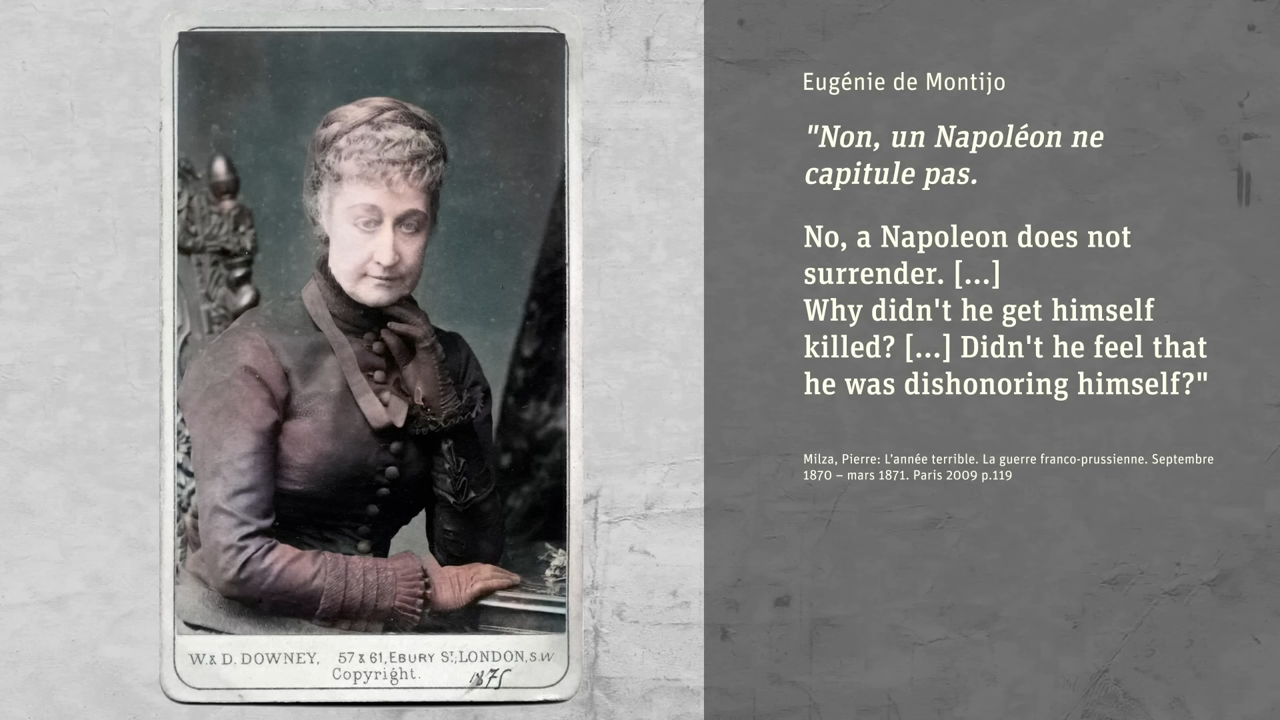 Eugénie de Montijo
"Non, un Napoléon ne
capitule pas.
No, a Napoleon does not
surrender. [...]
Why didn't he get himself
killed? [...] Didn't he feel that
he was dishonoring himself?"
Milza, Pierre: L'année terrible. La guerre franco-prussienne. Septembre
1870 – mars 1871. Paris 2009 p.119
W. & D. DOWNEY, 57 & 61, EBURY ST, LONDON, S.W
Copyright. 1875